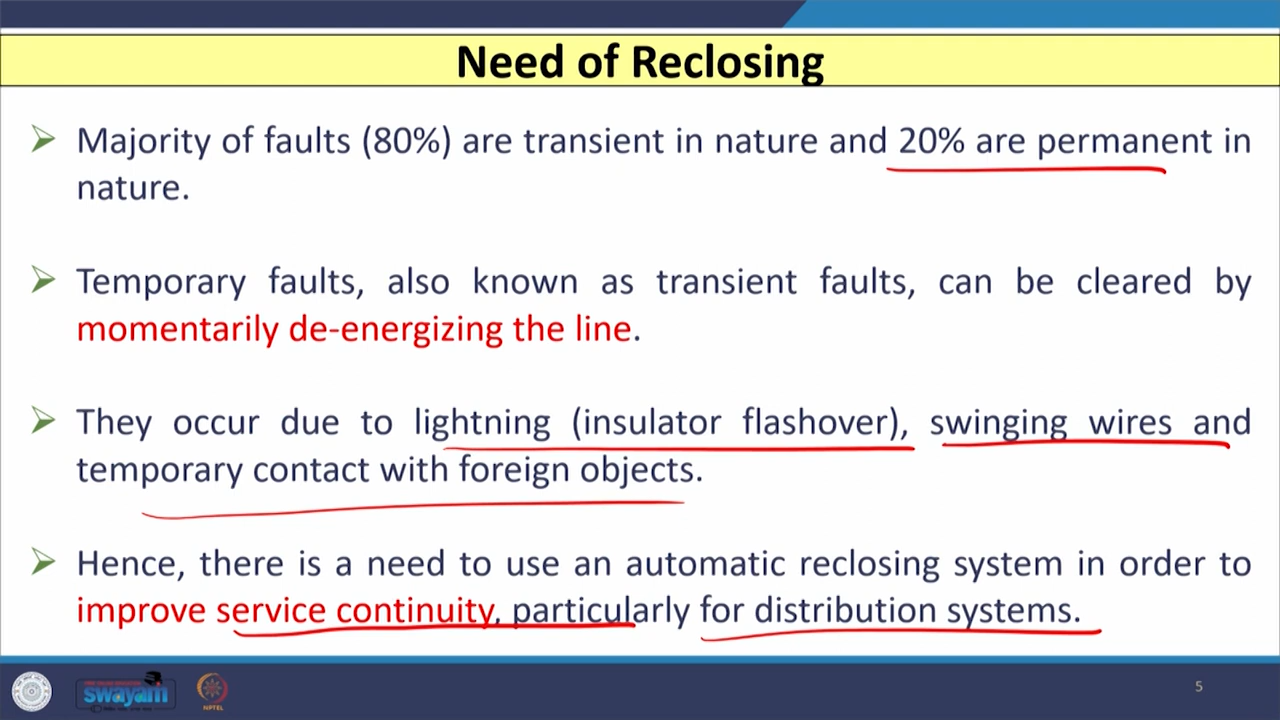 Need of Reclosing
Majority of faults (80%) are transient in nature and 20% are permanent in
nature.
Temporary faults, also known as transient faults, can be cleared by
momentarily de-energizing the line.
They occur due to lightning (insulator flashover), swinging wires and
temporary contact with foreign objects.
Hence, there is a need to use an automatic reclosing system in order to
improve service continuity, particularly for distribution systems.
swayam
NPTEL
5